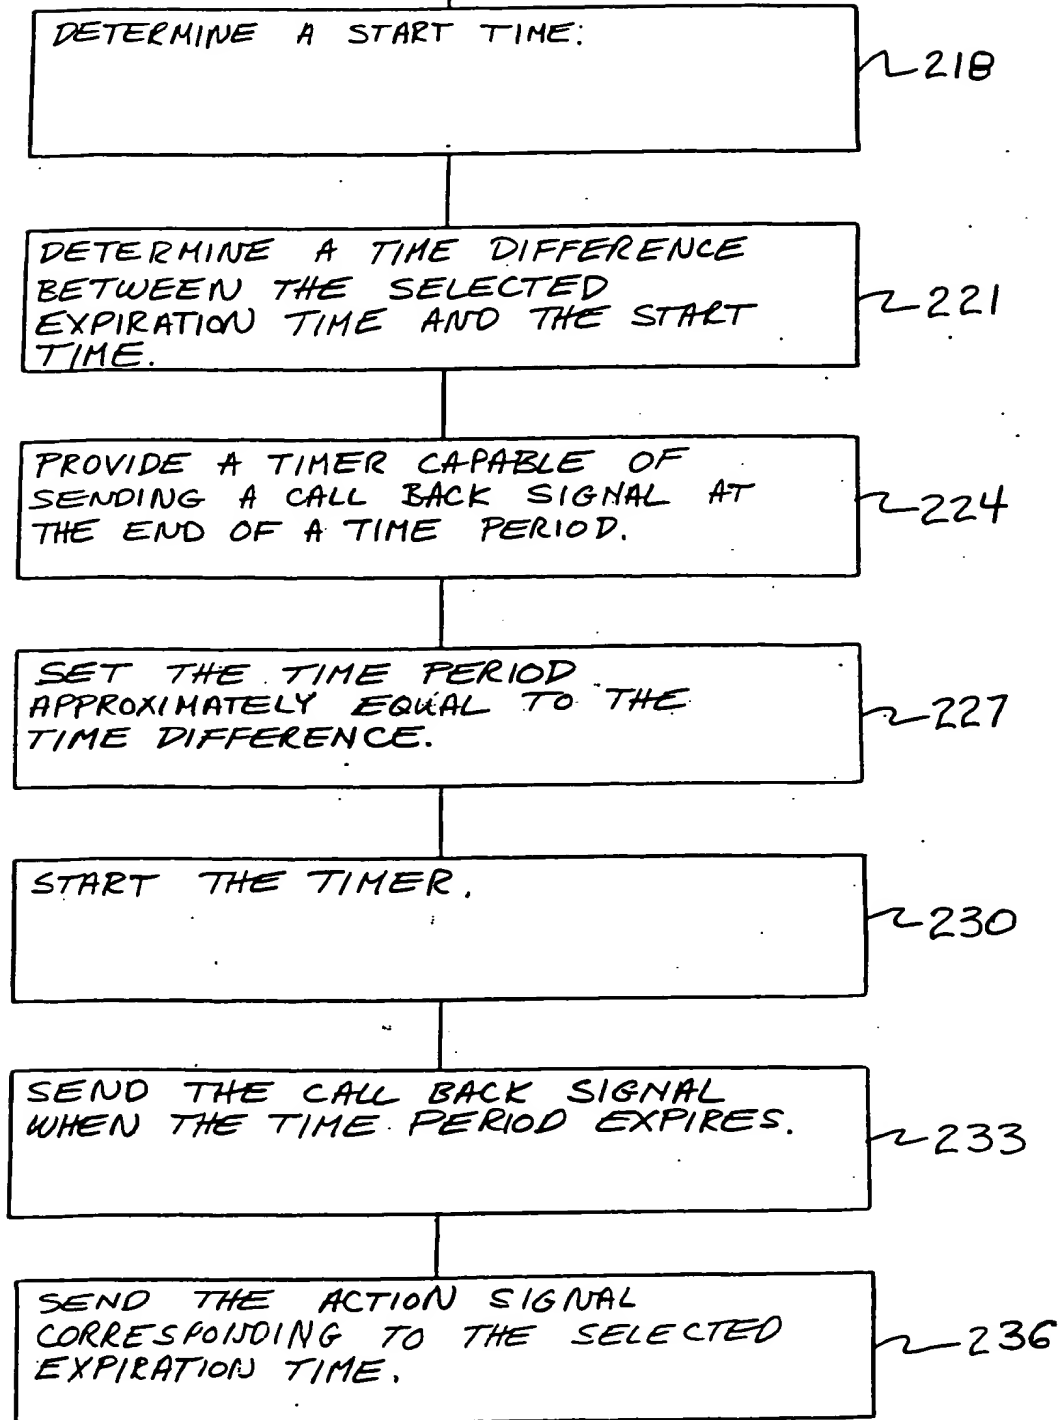 DETERMINE A START TIME.
218
DETERMINE A TIME DIFFERENCE
BETWEEN THE SELECTED
EXPIRATION TIME AND THE START
TIME.
221
PROVIDE A TIMER CAPABLE OF
SENDING A CALL BACK SIGNAL AT
THE END OF A TIME PERIOD.
224
SET THE TIME PERIOD
APPROXIMATELY EQUAL TO THE
TIME DIFFERENCE.
227
START THE TIMER.
230
SEND THE CALL BACK SIGNAL
WHEN THE TIME PERIOD EXPIRES.
233
SEND THE ACTION SIGNAL
CORRESPONDING TO THE SELECTED
EXPIRATION TIME.
236